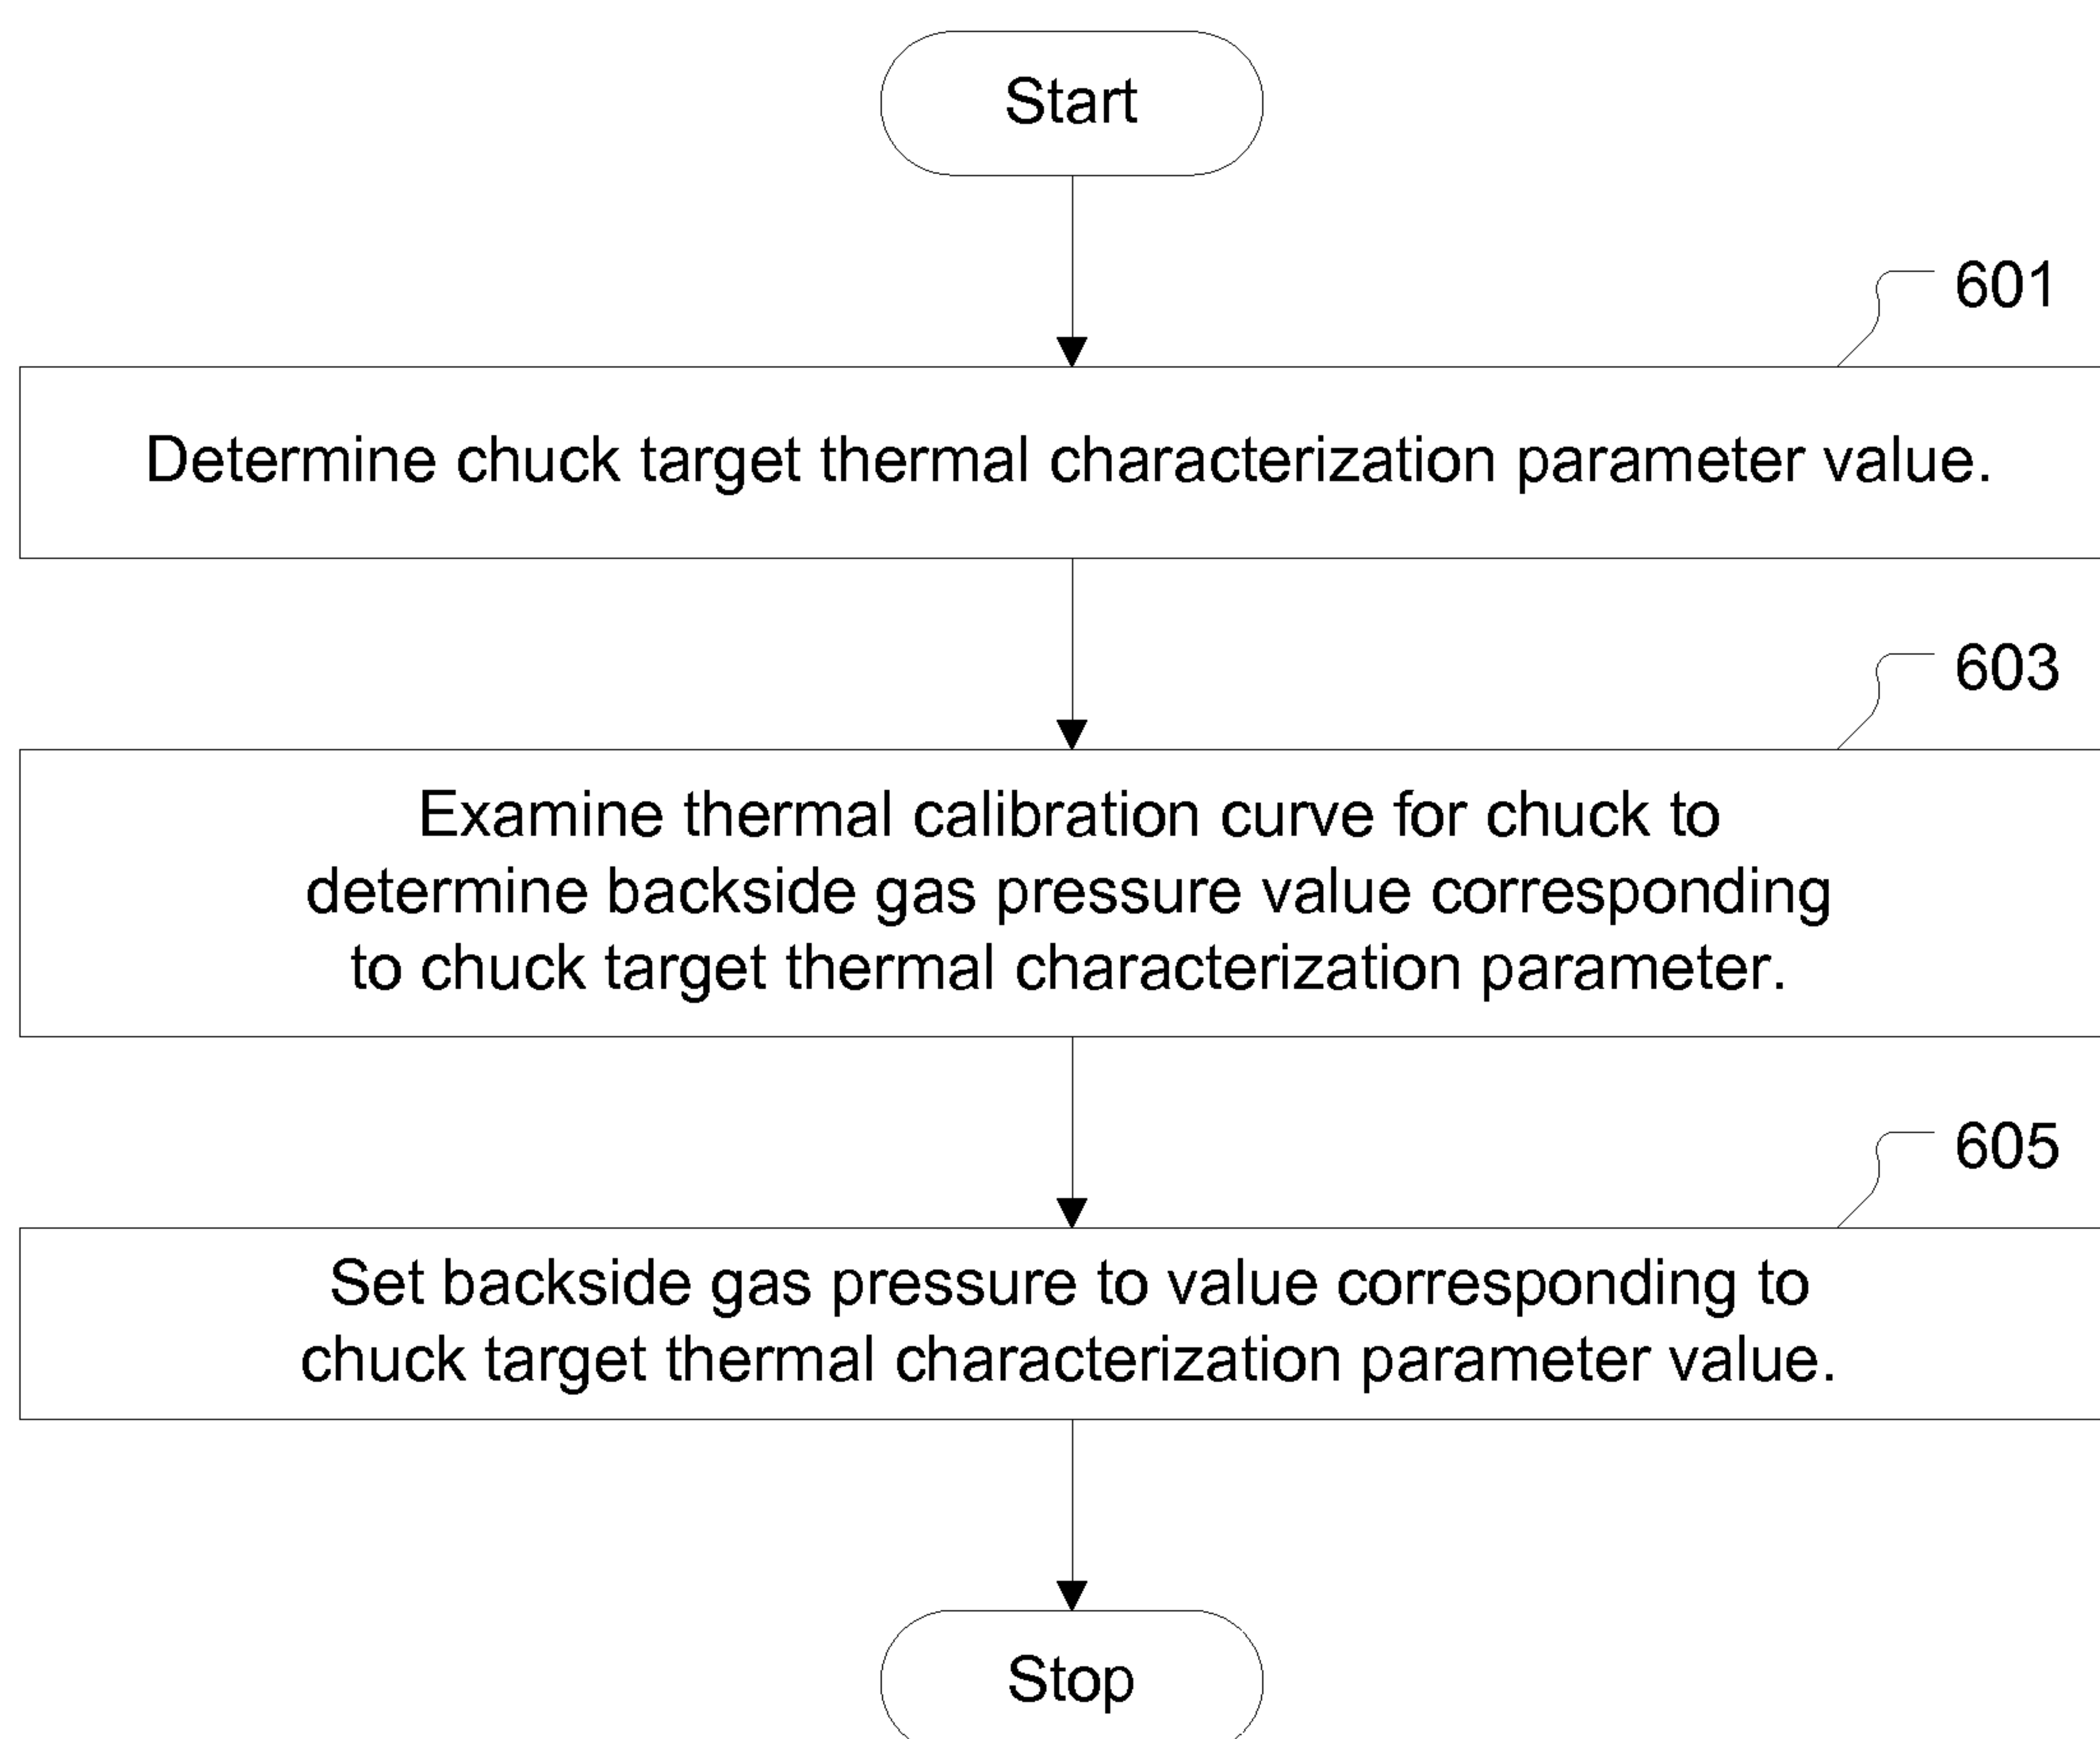 Start
601
Determine chuck target thermal characterization parameter value.
603
Examine thermal calibration curve for chuck to
determine backside gas pressure value corresponding
to chuck target thermal characterization parameter.
605
Set backside gas pressure to value corresponding to
chuck target thermal characterization parameter value.
Stop